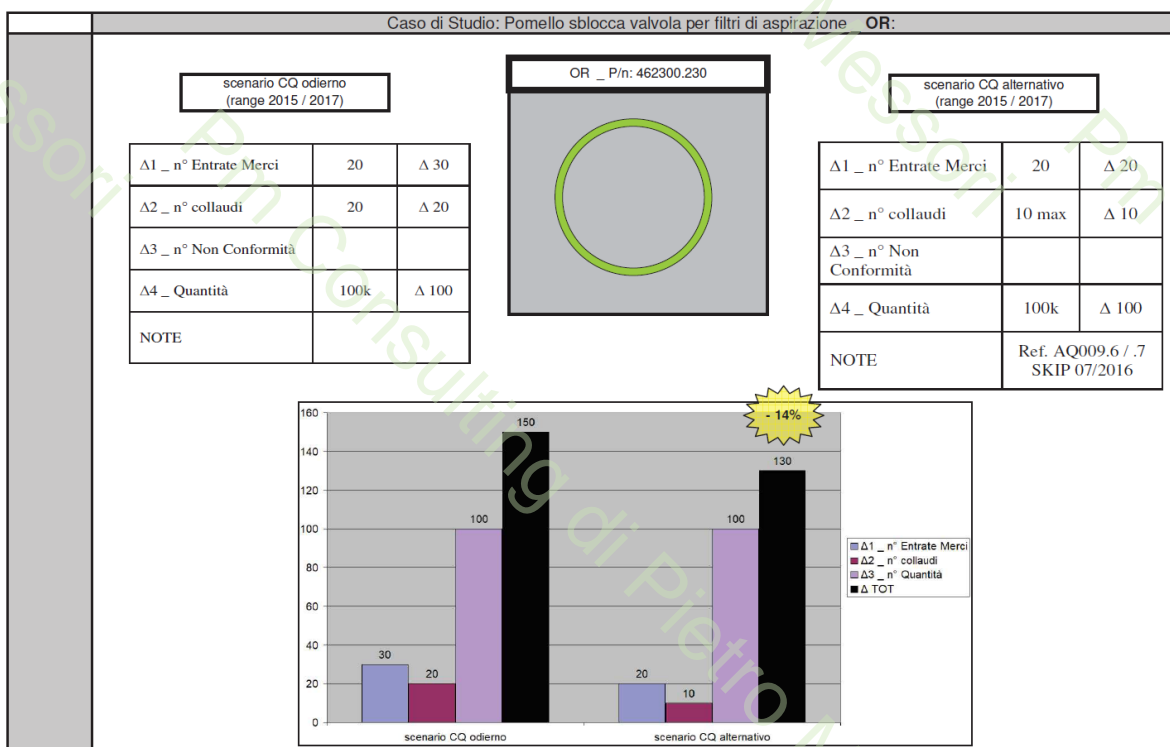 Caso di Studio: Pomello sblocca valvola per filtri di aspirazione _ OR:
scenario CQ odierno
(range 2015 / 2017)
OR _ P/n: 462300.230
scenario CQ alternativo
(range 2015 / 2017)
Δ1 _ n° Entrate Merci 20 Δ 30
Δ2 _ n° collaudi 20 Δ 20
Δ3 _ n° Non Conformità
Δ4 _ Quantità 100k Δ 100
NOTE
Δ1 _ n° Entrate Merci 20 Δ 20
Δ2 _ n° collaudi 10 max Δ 10
Δ3 _ n° Non
Conformità
Δ4 _ Quantità 100k Δ 100
NOTE Ref. AQ009.6 / .7
SKIP 07/2016
- 14%
160
140
120
100
80
60
40
20
0
30
20
100
150
20
10
100
130
scenario CQ odierno
scenario CQ alternativo
Δ1 _ n° Entrate Merci
Δ2 _ n° collaudi
Δ3 _ n° Quantità
Δ TOT
Pm Consulting di Pietro M
Messori
Pm
ssori